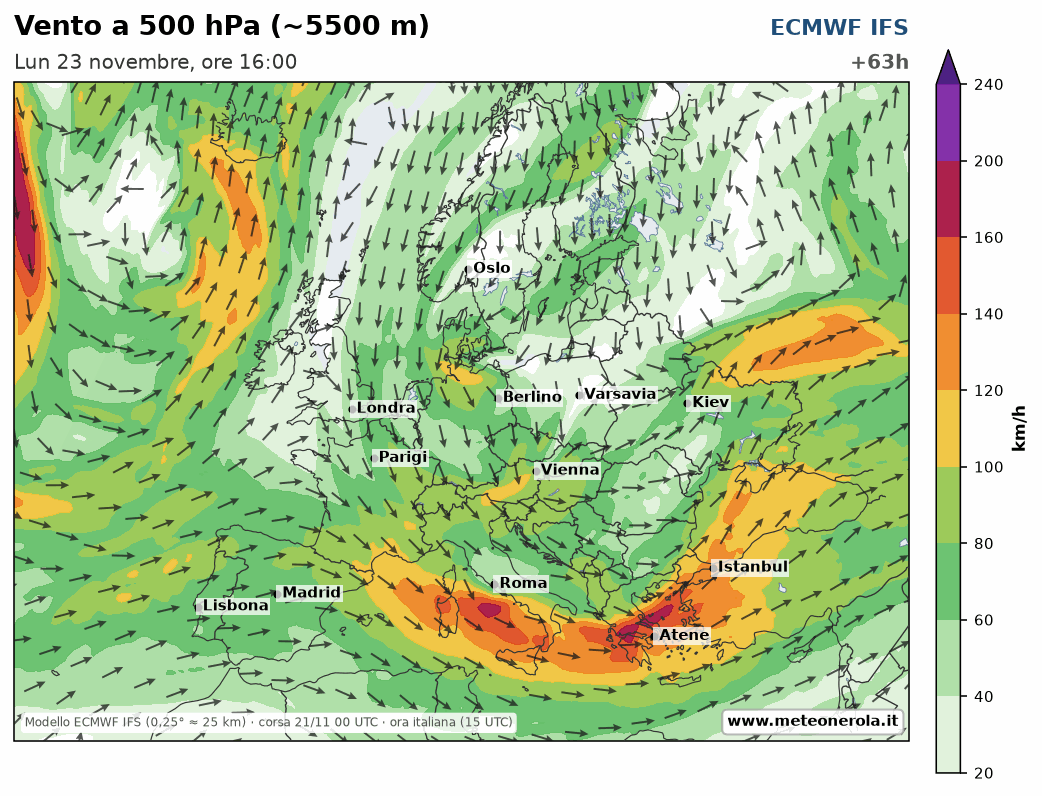 Vento a 500 hPa (~5500 m)
ECMWF IFS
Lun 23 novembre, ore 16:00
+63h
240
200
160
140
120
100
80
60
40
20
km/h
Oslo
Berlino
Varsavia
Kiev
Londra
Parigi
Vienna
Istanbul
Roma
Madrid
Lisbona
Atene
Modello ECMWF IFS (0,25° ≈ 25 km) · corsa 21/11 00 UTC · ora italiana (15 UTC)
www.meteonerola.it